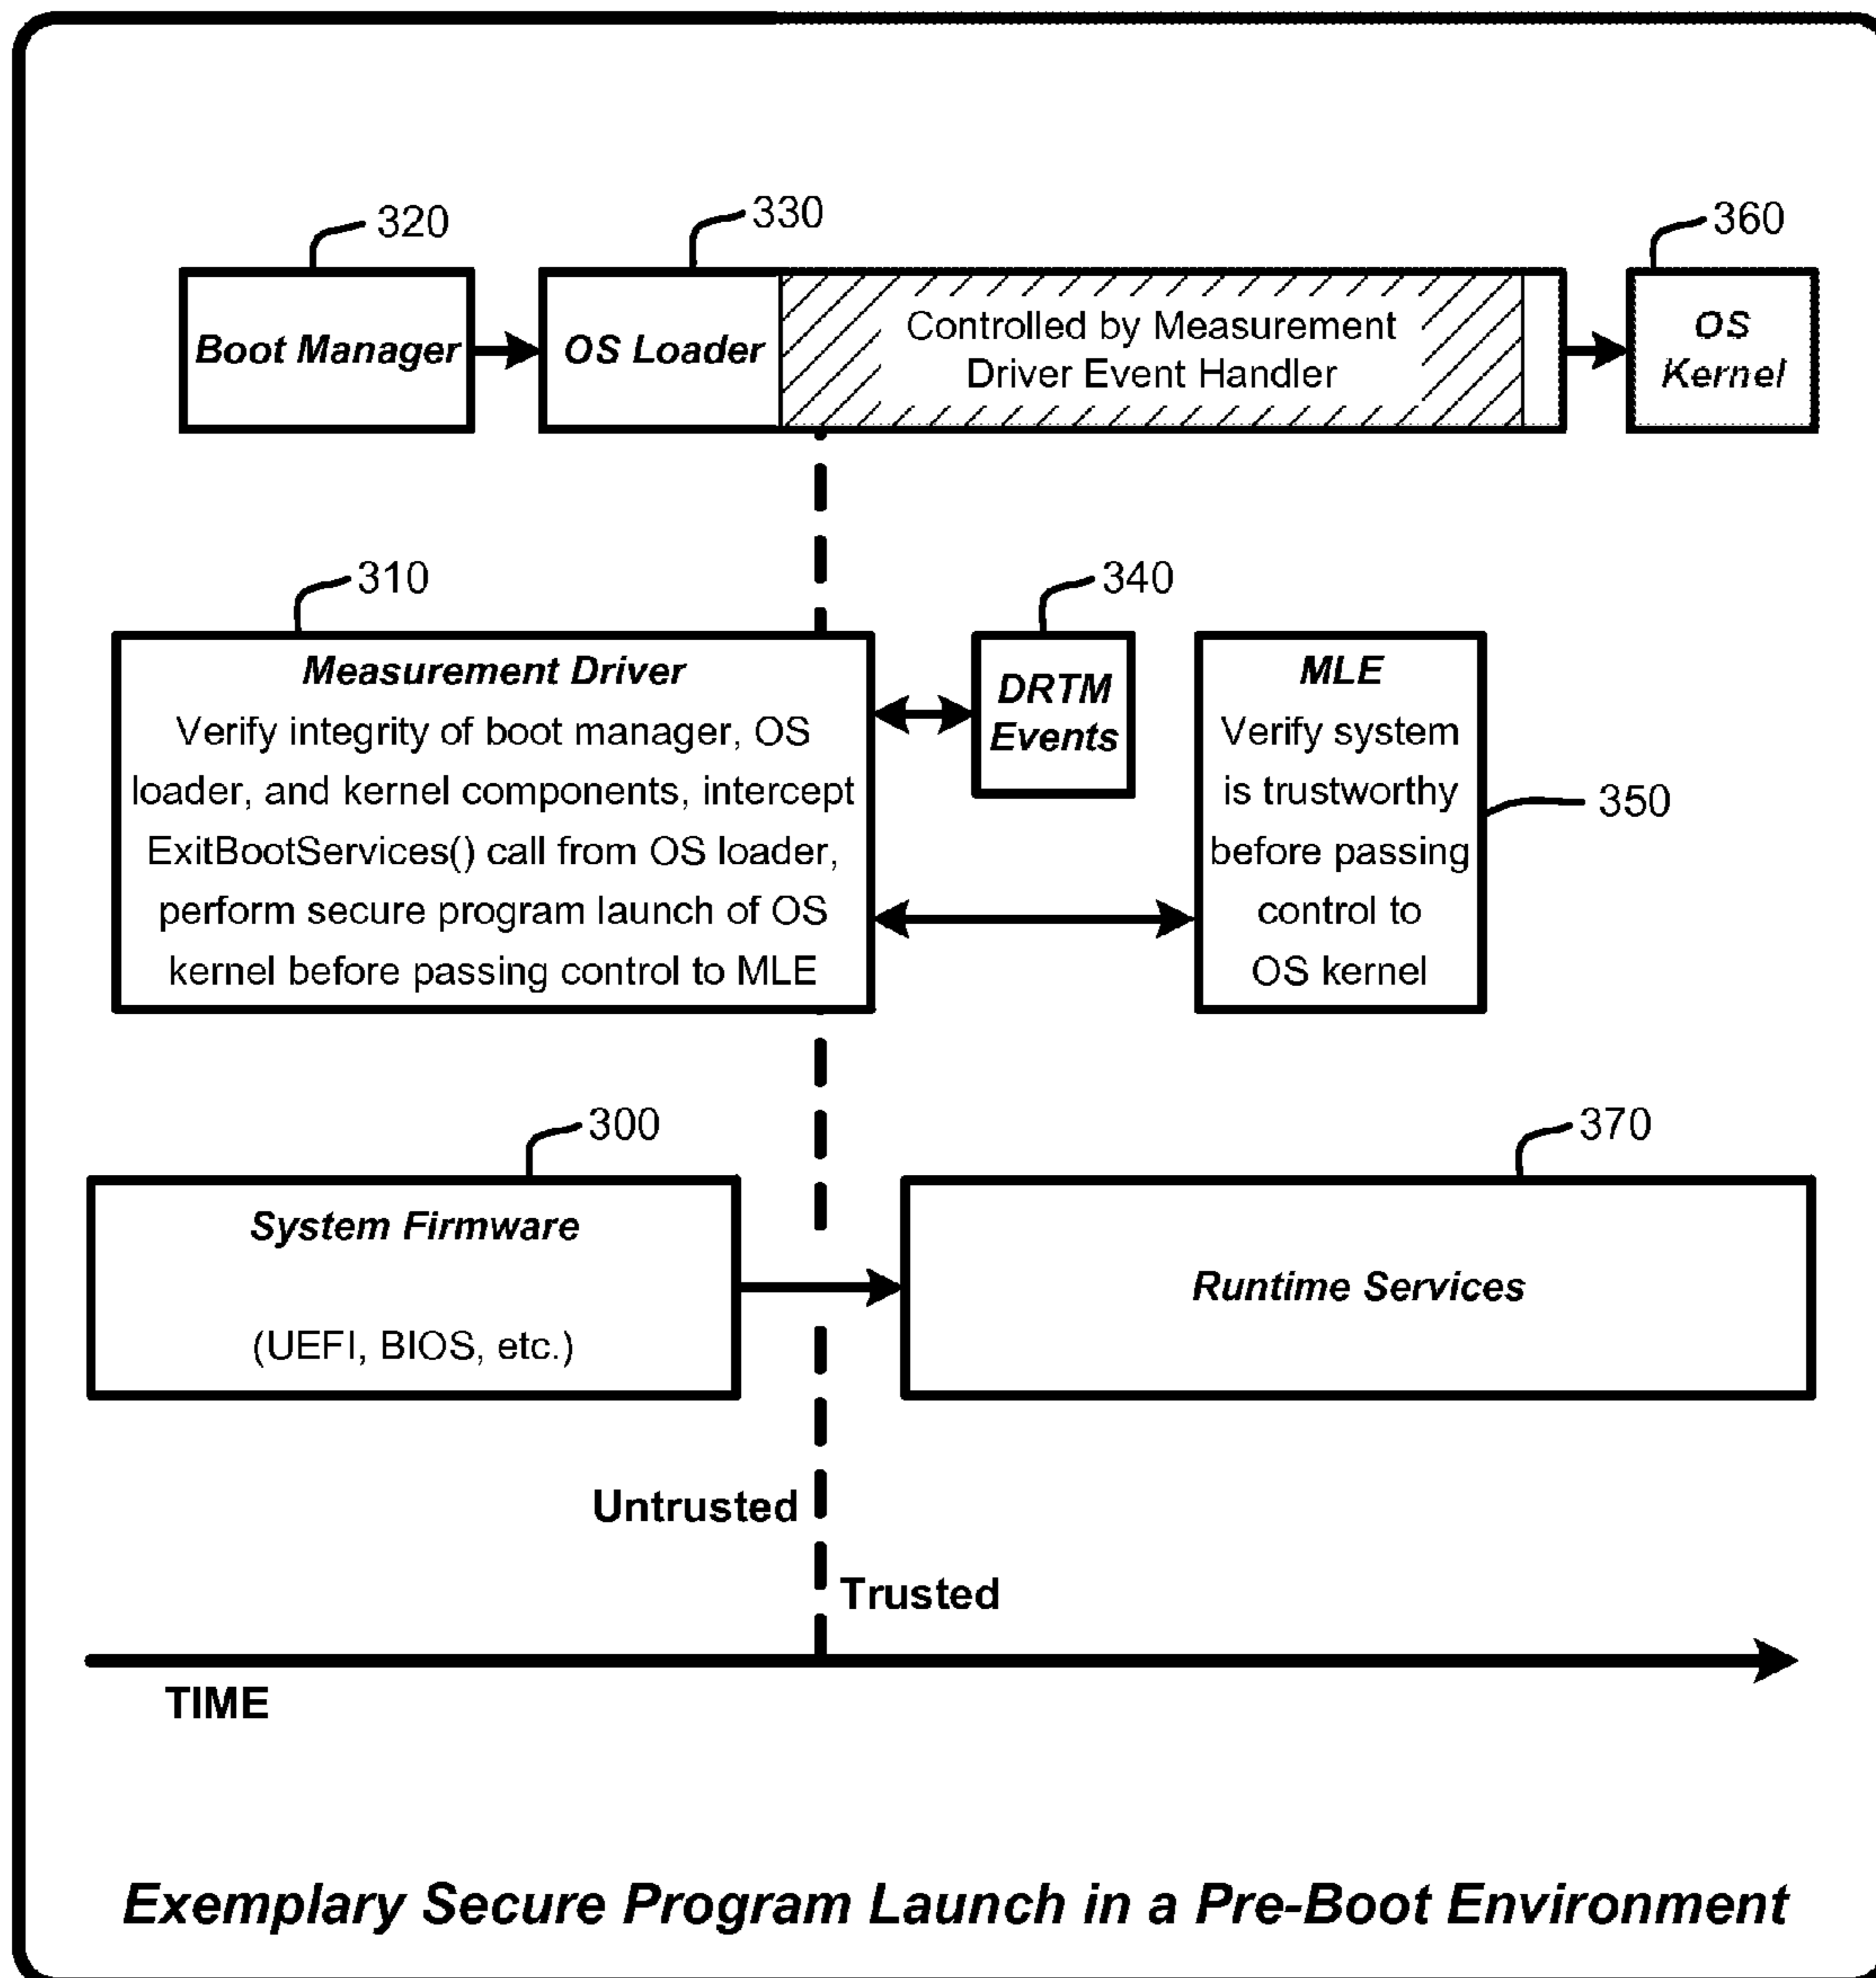 320
330
360
Boot Manager
OS Loader
Controlled by Measurement
Driver Event Handler
OS
Kernel
310
340
Measurement Driver
Verify integrity of boot manager, OS
loader, and kernel components, intercept
ExitBootServices() call from OS loader,
perform secure program launch of OS
kernel before passing control to MLE
DRTM
Events
MLE
Verify system
is trustworthy
before passing
control to
OS kernel
350
300
370
System Firmware
(UEFI, BIOS, etc.)
Runtime Services
Untrusted
Trusted
TIME
Exemplary Secure Program Launch in a Pre-Boot Environment